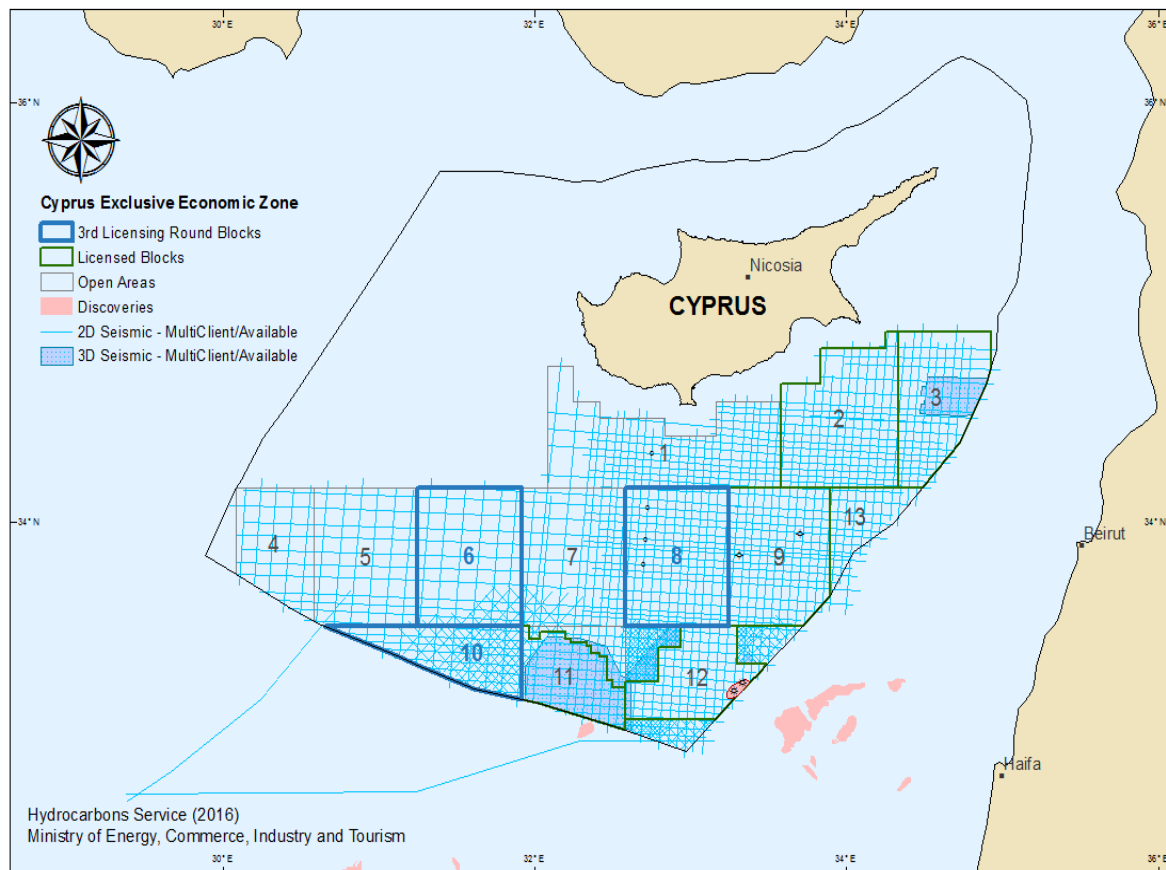 30° E
32° E
34° E
36° E
36° N
36° N
Cyprus Exclusive Economic Zone
3rd Licensing Round Blocks
Licensed Blocks
Open Areas
Discoveries
2D Seismic - MultiClient/Available
3D Seismic - MultiClient/Available
Nicosia
CYPRUS
3
2
1
13
34° N
34° N
4
5
6
7
8
9
Beirut
10
11
12
Haifa
Hydrocarbons Service (2016)
Ministry of Energy, Commerce, Industry and Tourism
30° E
32° E
34° E
36° E